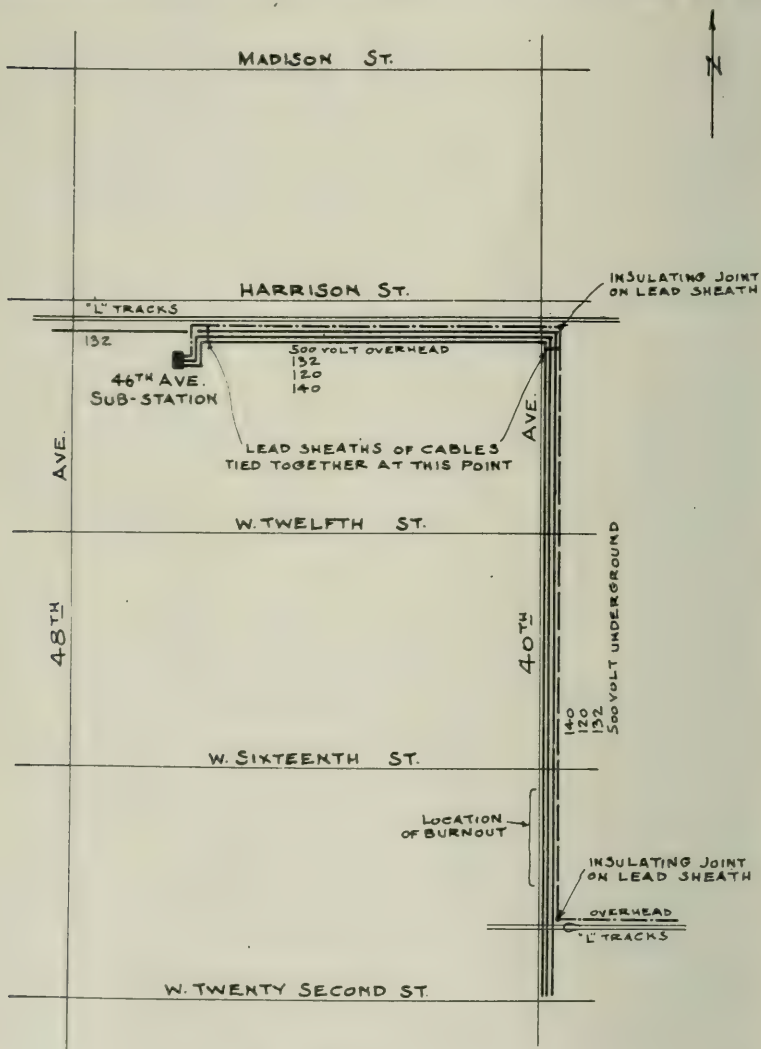 MADISON ST.
N
HARRISON ST.
INSULATING JOINT
ON LEAD SHEATH
"L" TRACKS
132
500 VOLT OVERHEAD
132
120
140
46TH AVE.
SUB-STATION
LEAD SHEATHS OF CABLES
TIED TOGETHER AT THIS POINT
AVE.
AVE.
W. TWELFTH ST.
48TH
40TH
140
120
132
500 VOLT UNDERGROUND
W. SIXTEENTH ST.
LOCATION
OF BURNOUT
INSULATING JOINT
ON LEAD SHEATH
OVERHEAD
"L" TRACKS
W. TWENTY SECOND ST.